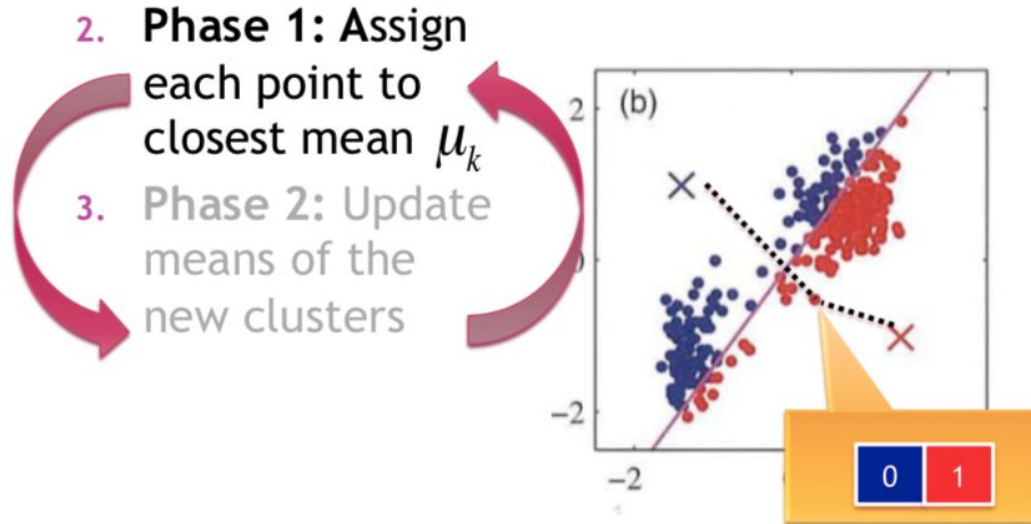 2. Phase 1: Assign
each point to
closest mean μₖ
3. Phase 2: Update
means of the
new clusters
(b)
2
0
-2
-2
0 1